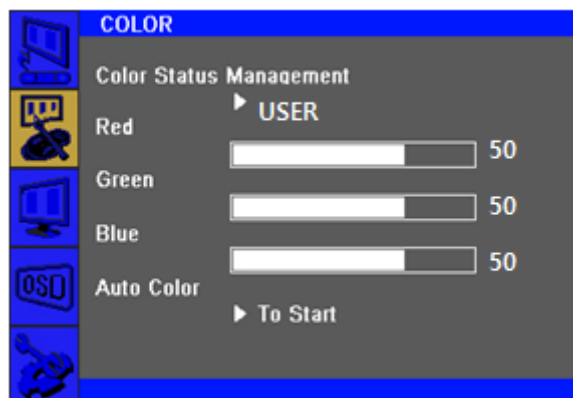 COLOR
Color Status Management
USER
Red
50
Green
50
Blue
50
OSD
Auto Color
To Start